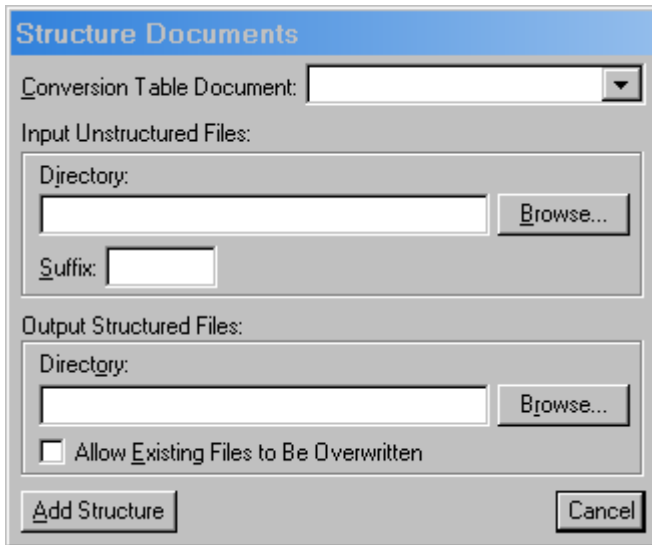 Structure Documents
Conversion Table Document:
Input Unstructured Files:
Directory:
Browse...
Suffix:
Output Structured Files:
Directory:
Browse...
Allow Existing Files to Be Overwritten
Add Structure Cancel